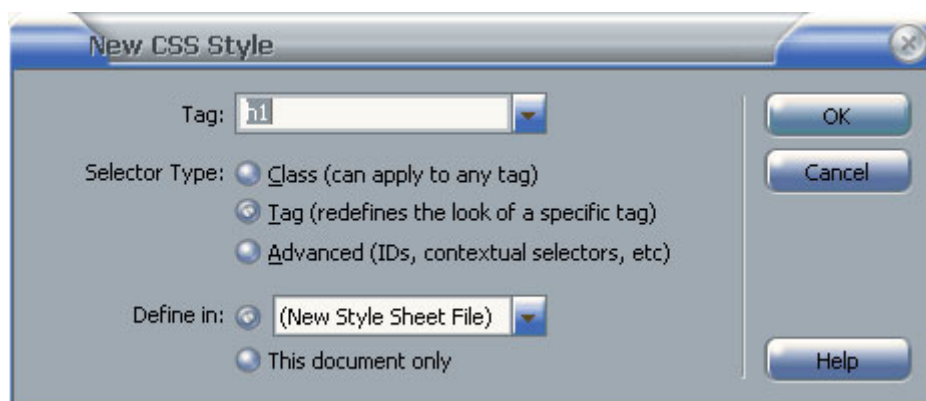 New CSS Style
Tag: h1
OK
Selector Type: Class (can apply to any tag)
Cancel
Tag (redefines the look of a specific tag)
Advanced (IDs, contextual selectors, etc)
Define in: (New Style Sheet File)
This document only
Help